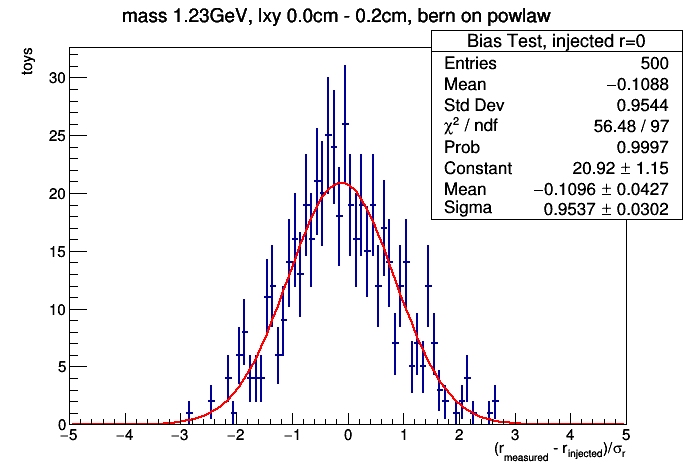 mass 1.23GeV, lxy 0.0cm - 0.2cm, bern on powlaw
toys
Bias Test, injected r=0
Entries 500
Mean −0.1088
Std Dev 0.9544
χ² / ndf 56.48 / 97
Prob 0.9997
Constant 20.92 ± 1.15
Mean −0.1096 ± 0.0427
Sigma 0.9537 ± 0.0302
30
25
20
15
10
5
0
−5 −4 −3 −2 −1 0 1 2 3 4 5
(r_measured - r_injected)/σ_r